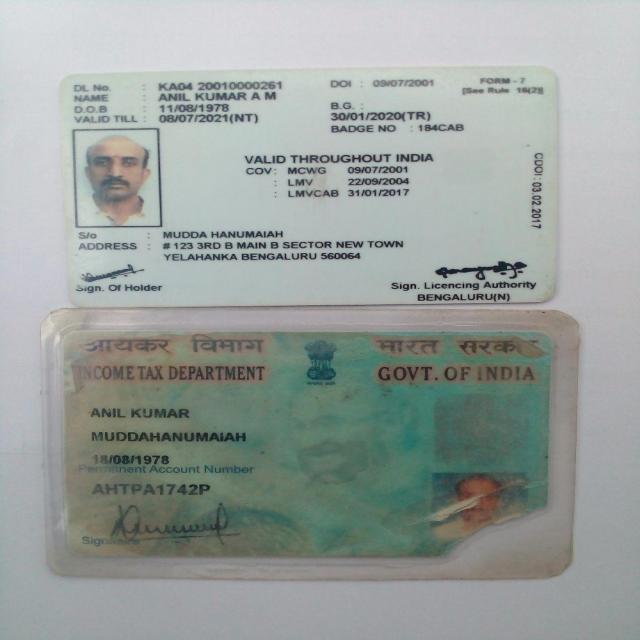 DL No. : KA04 20010000261 DOI : 09/07/2001 FORM - 7
NAME : ANIL KUMAR A M [See Rule 16(2)]
D.O.B : 11/08/1978 B.G. :
VALID TILL : 08/07/2021(NT) 30/01/2020(TR)
BADGE NO : 184CAB
VALID THROUGHOUT INDIA
COV : MCWG 09/07/2001
: LMV 22/09/2004
: LMVCAB 31/01/2017
CDOI : 03.02.2017
S/o : MUDDA HANUMAIAH
ADDRESS : # 123 3RD B MAIN B SECTOR NEW TOWN
YELAHANKA BENGALURU 560064
Sign. Of Holder Sign. Licencing Authority
BENGALURU(N)
आयकर विभाग भारत सरकार
INCOME TAX DEPARTMENT GOVT. OF INDIA
ANIL KUMAR
MUDDAHANUMAIAH
18/08/1978
Permanent Account Number
AHTPA1742P
Signature